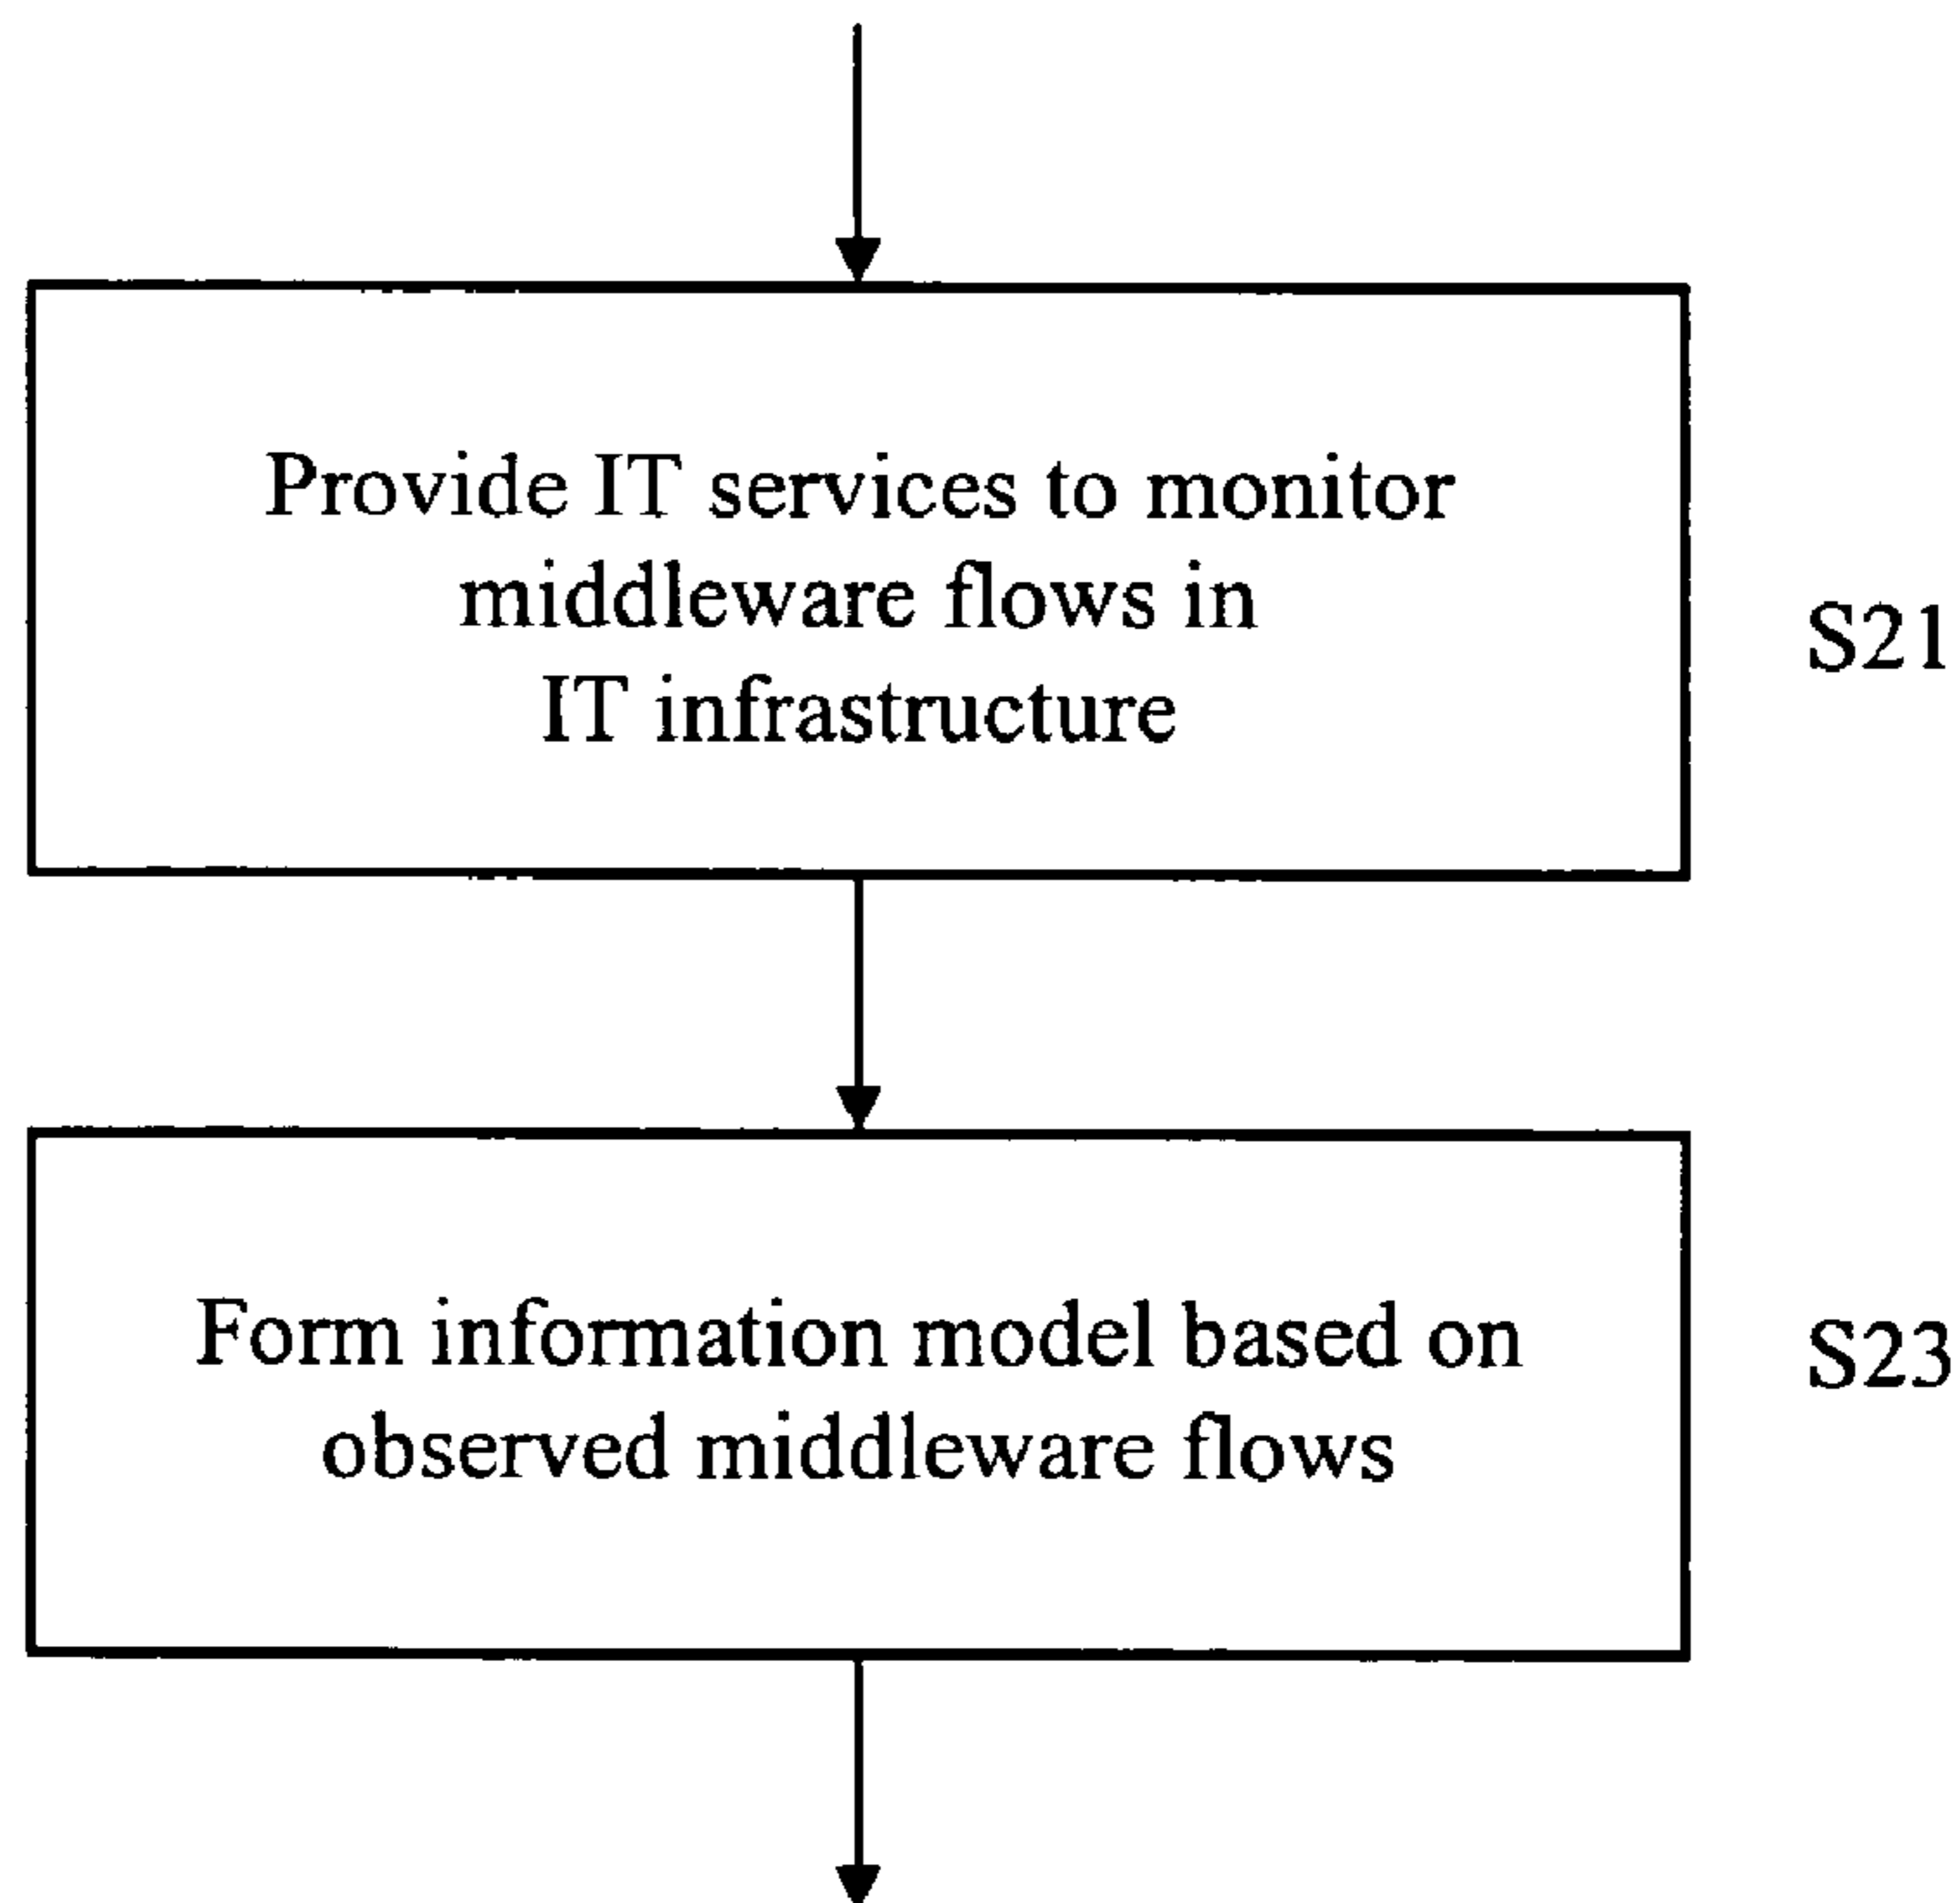 Provide IT services to monitor
middleware flows in
IT infrastructure
S21
Form information model based on
observed middleware flows
S23